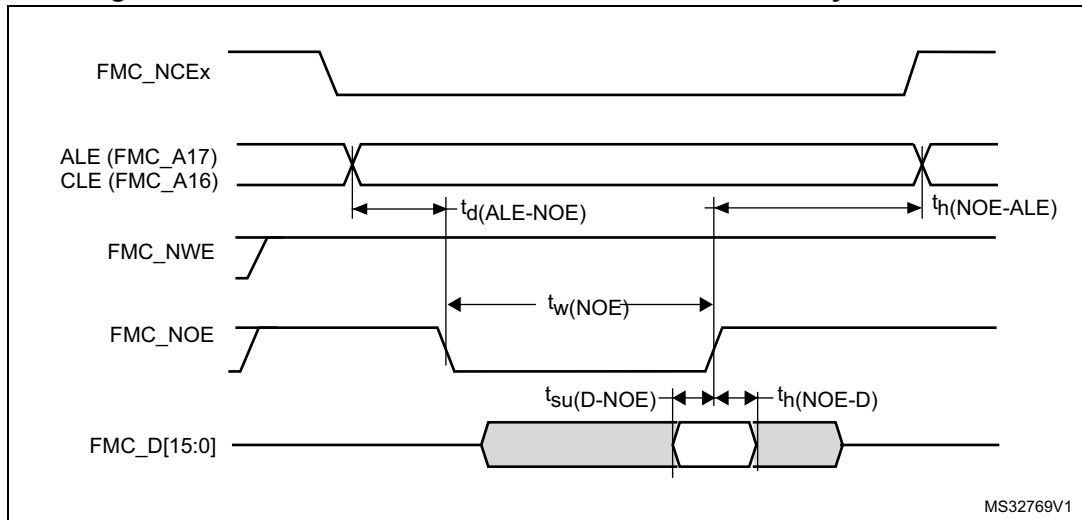 FMC_NCEx
ALE (FMC_A17)
CLE (FMC_A16)
td(ALE-NOE)
th(NOE-ALE)
FMC_NWE
tw(NOE)
FMC_NOE
tsu(D-NOE)
th(NOE-D)
FMC_D[15:0]
MS32769V1